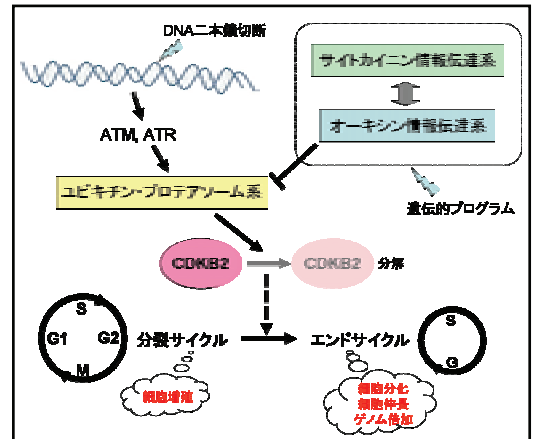 DNA二本鎖切断
サイトカイニン情報伝達系
オーキシン情報伝達系
ATM, ATR
ユビキチン・プロテアソーム系
遺伝的プログラム
CDKB2
CDKB2
分解
S
G1
G2
M
分裂サイクル
エンドサイクル
S
G
細胞増殖
細胞分化
細胞伸長
ゲノム倍加